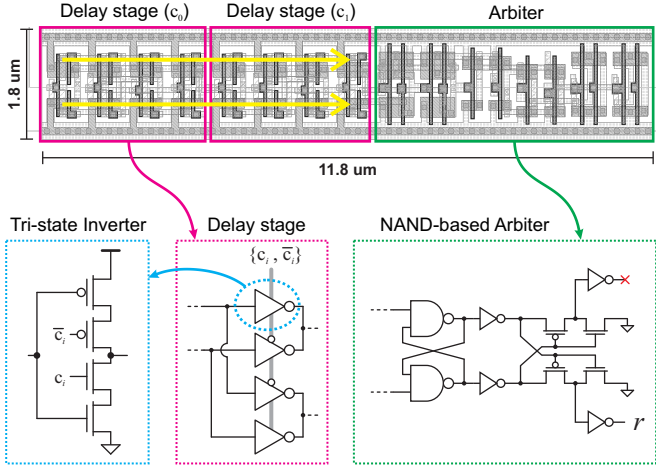 Delay stage (c₀)
Delay stage (c₁)
Arbiter
1.8 um
11.8 um
Tri-state Inverter
Delay stage
NAND-based Arbiter
{cᵢ , c̅ᵢ}
c̅ᵢ
cᵢ
r